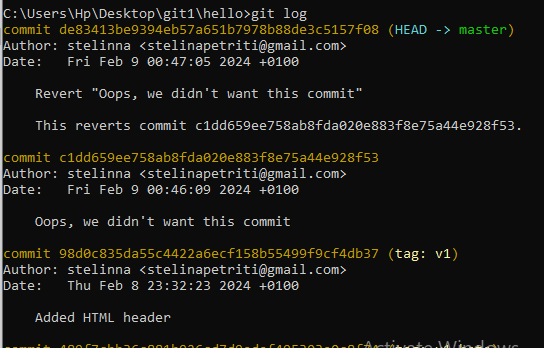 C:\Users\Hp\Desktop\git1\hello>git log
commit de83413be9394eb57a651b7978b88de3c5157f08 (HEAD -> master)
Author: stelinna <stelinapetriti@gmail.com>
Date:   Fri Feb 9 00:47:05 2024 +0100
Revert "Oops, we didn't want this commit"
This reverts commit c1dd659ee758ab8fda020e883f8e75a44e928f53.
commit c1dd659ee758ab8fda020e883f8e75a44e928f53
Author: stelinna <stelinapetriti@gmail.com>
Date:   Fri Feb 9 00:46:09 2024 +0100
Oops, we didn't want this commit
commit 98d0c835da55c4422a6ecf158b55499f9cf4db37 (tag: v1)
Author: stelinna <stelinapetriti@gmail.com>
Date:   Thu Feb 8 23:32:23 2024 +0100
Added HTML header
commit
Activate Windows